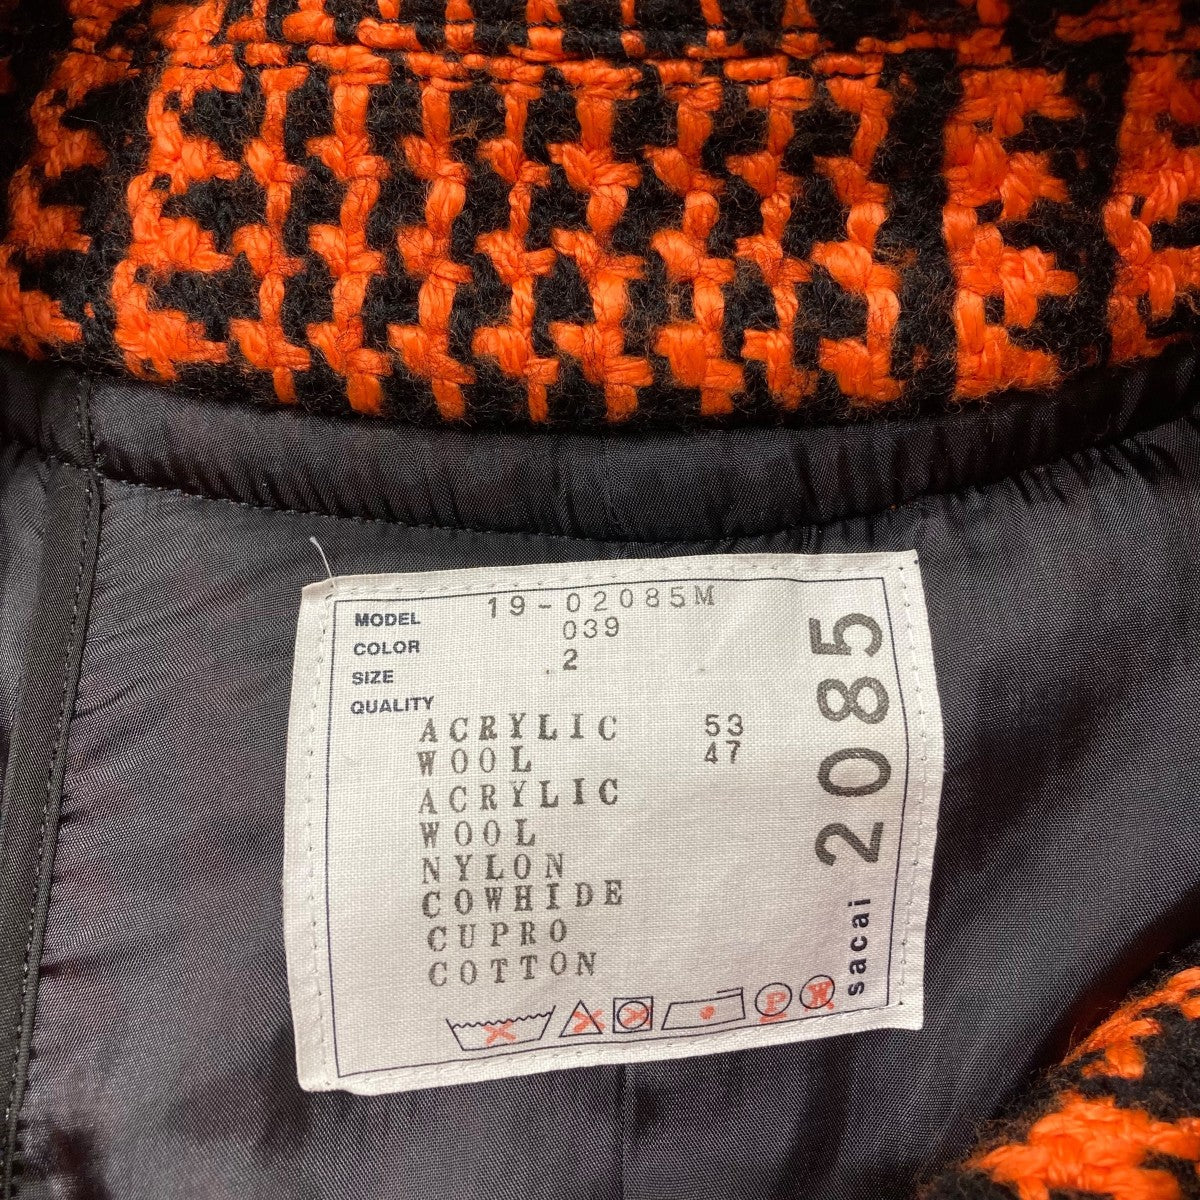 MODEL 19-02085M
COLOR 039
SIZE 2
QUALITY
ACRYLIC 53
WOOL 47
ACRYLIC
WOOL
NYLON
COWHIDE
CUPRO
COTTON
P W
sacai 2085